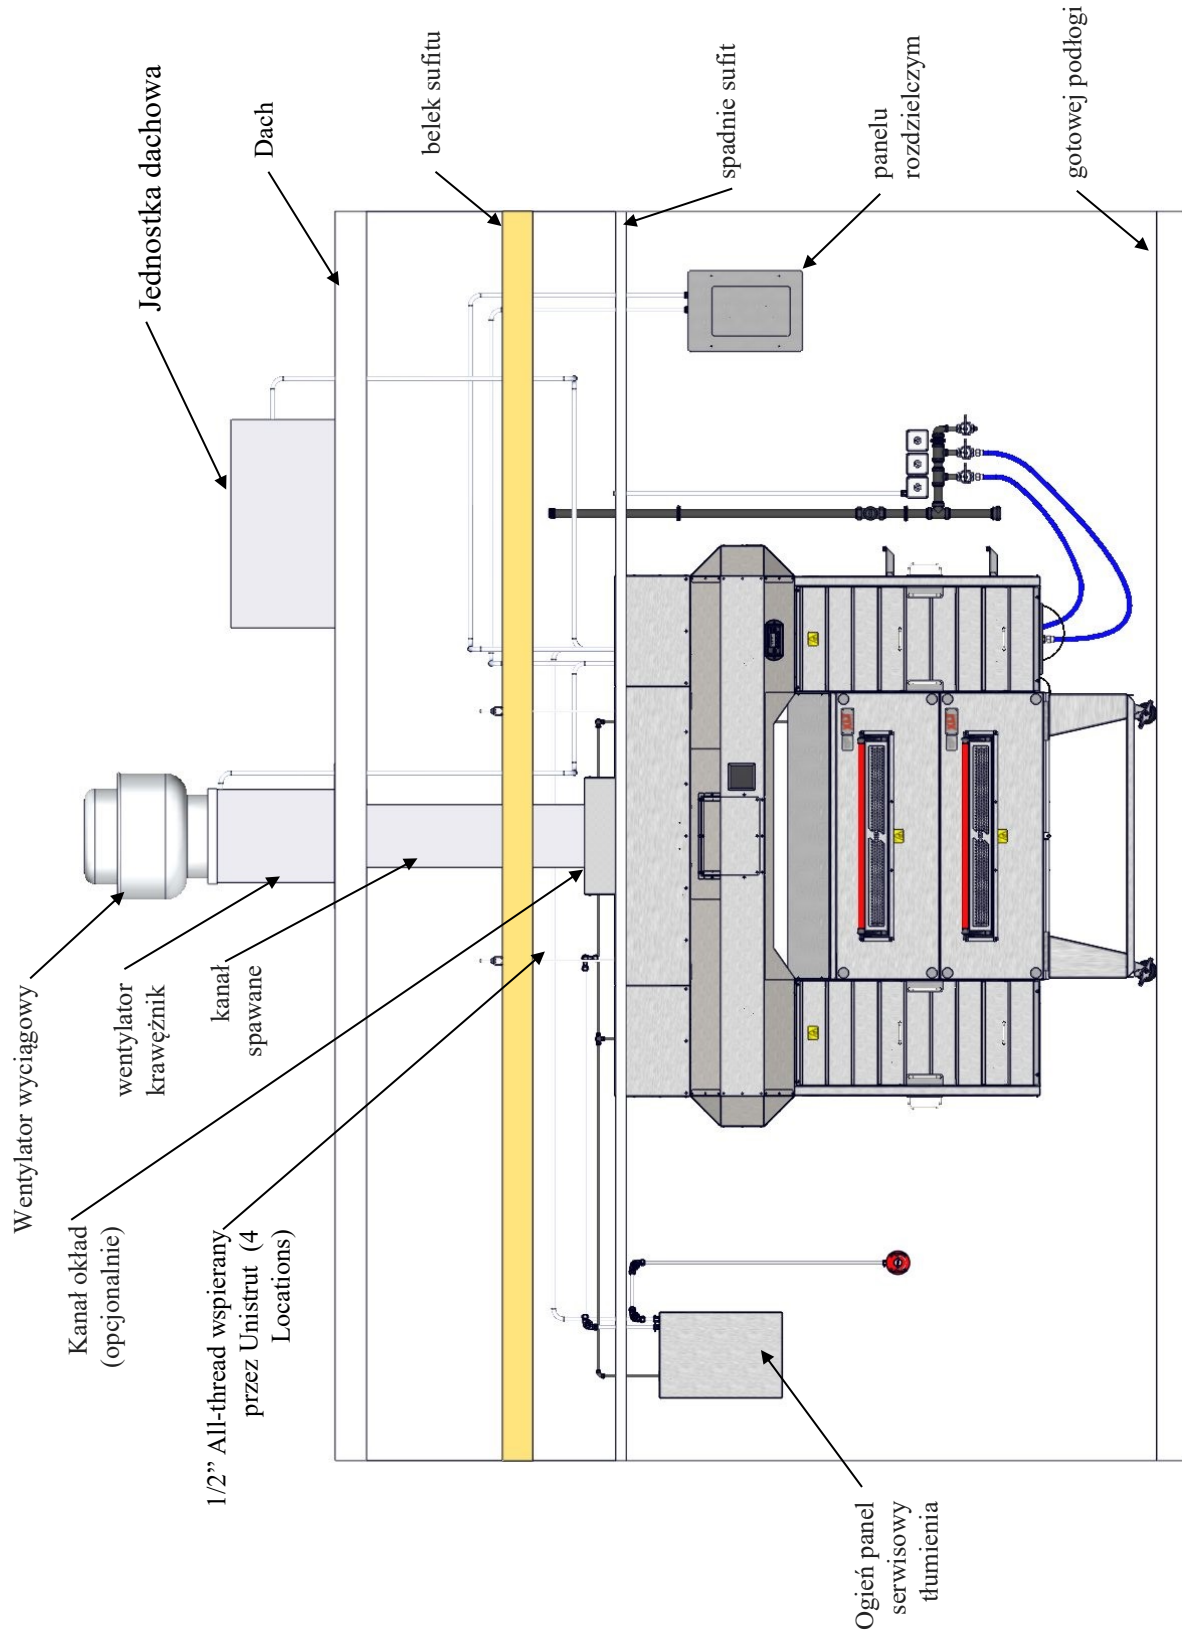 Wentylator wyciągowy
wentylator
krawężnik
kanał
spawane
Kanał okład
(opcjonalnie)
1/2” All-thread wspierany
przez Unistrut (4
Locations)
Ogień panel
serwisowy
tłumienia
Jednostka dachowa
Dach
belek sufitu
spadnie sufit
panelu
rozdzielczym
gotowej podłogi